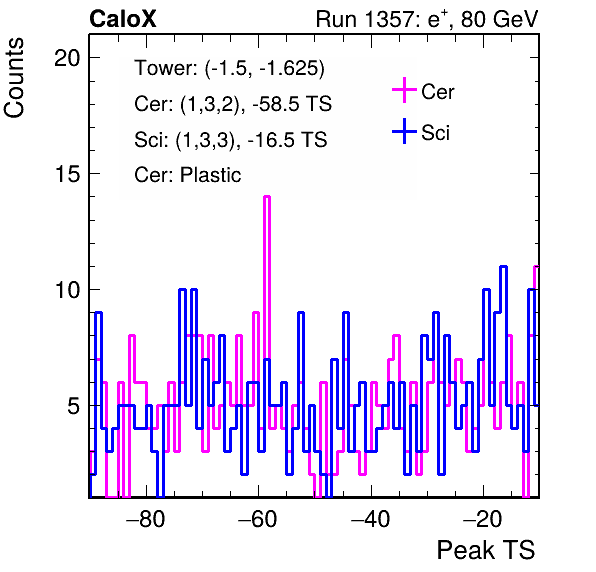 CaloX Run 1357: e⁺, 80 GeV
Counts
Tower: (-1.5, -1.625)
Cer: (1,3,2), -58.5 TS
Sci: (1,3,3), -16.5 TS
Cer: Plastic
Cer
Sci
20
15
10
5
−80 −60 −40 −20
Peak TS